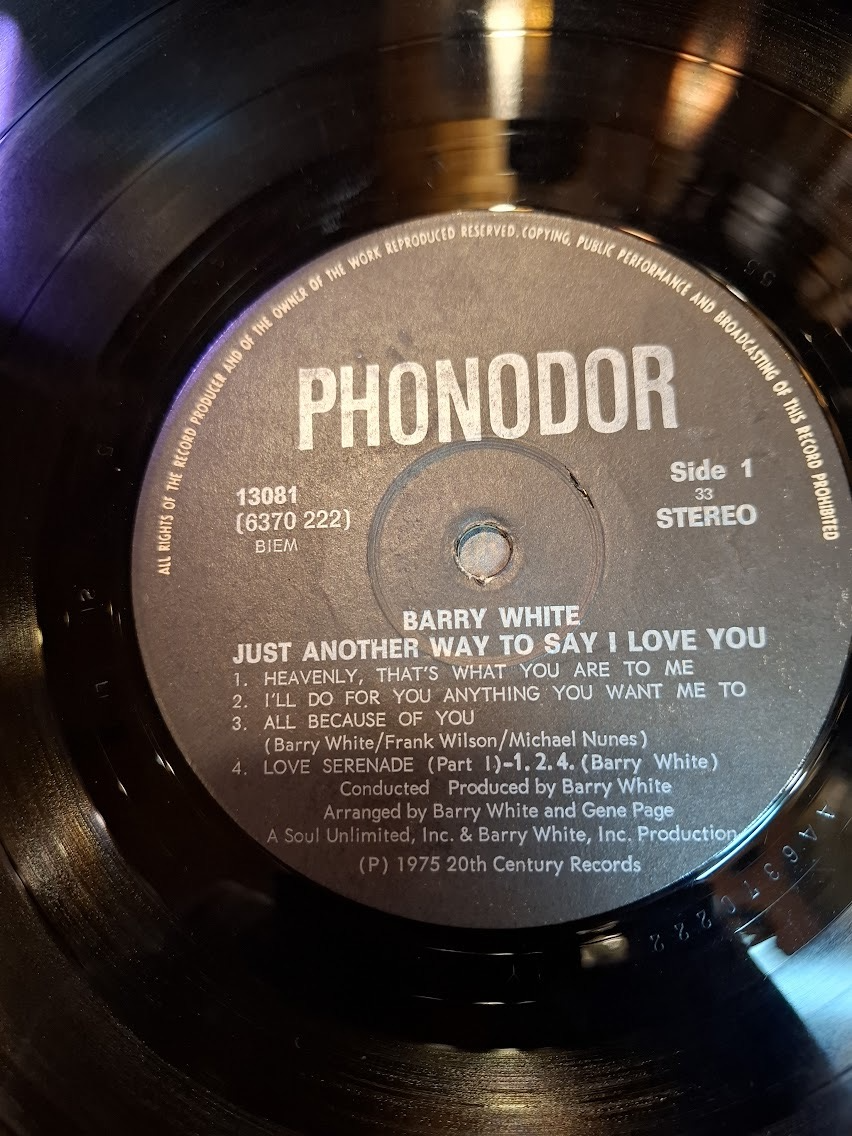 ALL RIGHTS OF THE RECORD PRODUCER AND OF THE OWNER OF THE WORK REPRODUCED RESERVED. COPYING, PUBLIC PERFORMANCE AND BROADCASTING OF THIS RECORD PROHIBITED
PHONODOR
13081
(6370 222)
BIEM
Side 1
33
STEREO
BARRY WHITE
JUST ANOTHER WAY TO SAY I LOVE YOU
1. HEAVENLY, THAT'S WHAT YOU ARE TO ME
2. I'LL DO FOR YOU ANYTHING YOU WANT ME TO
3. ALL BECAUSE OF YOU
(Barry White/Frank Wilson/Michael Nunes)
4. LOVE SERENADE (Part I)-1. 2. 4. (Barry White)
Conducted Produced by Barry White
Arranged by Barry White and Gene Page
A Soul Unlimited, Inc. & Barry White, Inc. Production
(P) 1975 20th Century Records
AA6370222